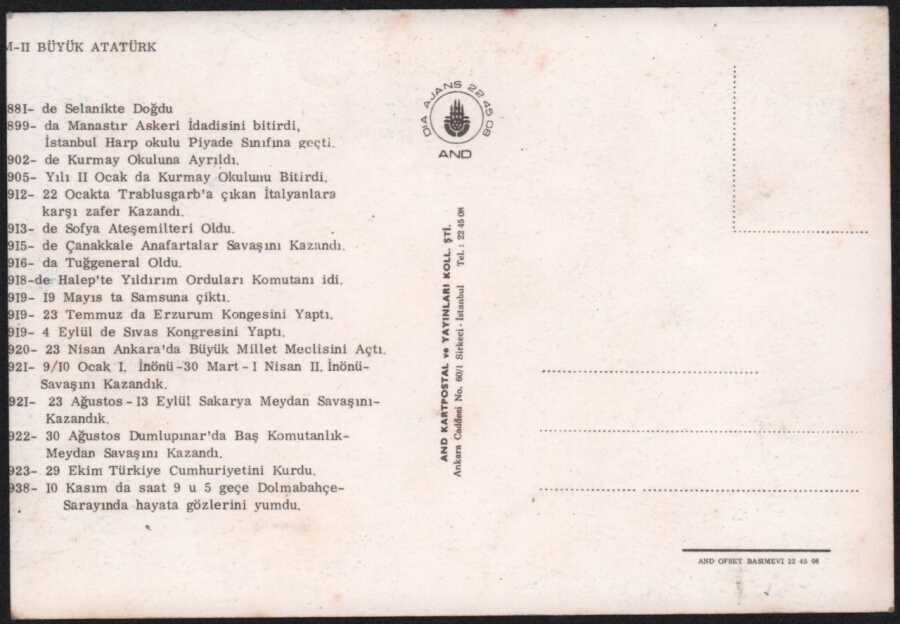 M-II BÜYÜK ATATÜRK
881- de Selanikte Doğdu
899- da Manastır Askeri İdadisini bitirdi,
İstanbul Harp okulu Piyade Sınıfına geçti.
902- de Kurmay Okuluna Ayrıldı.
905- Yılı II Ocak da Kurmay Okulunu Bitirdi.
912- 22 Ocakta Trablusgarb'a çıkan İtalyanlara
karşı zafer Kazandı.
913- de Sofya Ateşemilteri Oldu.
915- de Çanakkale Anafartalar Savaşını Kazandı.
916- da Tuğgeneral Oldu.
918-de Halep'te Yıldırım Orduları Komutanı idi.
919- 19 Mayıs ta Samsuna çıktı.
919- 23 Temmuz da Erzurum Kongesini Yaptı.
919- 4 Eylül de Sıvas Kongresini Yaptı.
920- 23 Nisan Ankara'da Büyük Millet Meclisini Açtı.
921- 9/10 Ocak I. İnönü-30 Mart-1 Nisan II. İnönü-
Savaşını Kazandık.
921- 23 Ağustos-13 Eylül Sakarya Meydan Savaşını-
Kazandık.
922- 30 Ağustos Dumlupınar'da Baş Komutanlık-
Meydan Savaşını Kazandı.
923- 29 Ekim Türkiye Cumhuriyetini Kurdu.
938- 10 Kasım da saat 9 u 5 geçe Dolmabahçe-
Sarayında hayata gözlerini yumdu.
DIA AJANS 22 45 08
AND
AND KARTPOSTAL ve YAYINLARI KOLL. ŞTİ.
Ankara Caddesi No. 60/1 Sirkeci - İstanbul Tel.: 22 45 08
AND OFSET BASIMEVİ 22 45 08